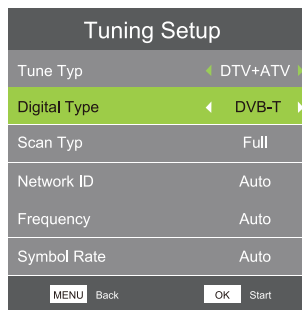 Tuning Setup
Tune Typ DTV+ATV
Digital Type DVB-T
Scan Typ Full
Network ID Auto
Frequency Auto
Symbol Rate Auto
MENU Back OK Start